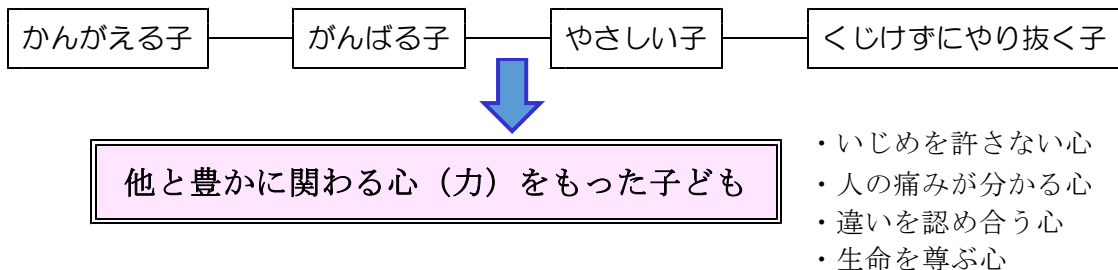 かんがえる子
がんばる子
やさしい子
くじけずにやり抜く子
他と豊かに関わる心（力）をもった子ども
・いじめを許さない心
・人の痛みが分かる心
・違いを認め合う心
・生命を尊ぶ心